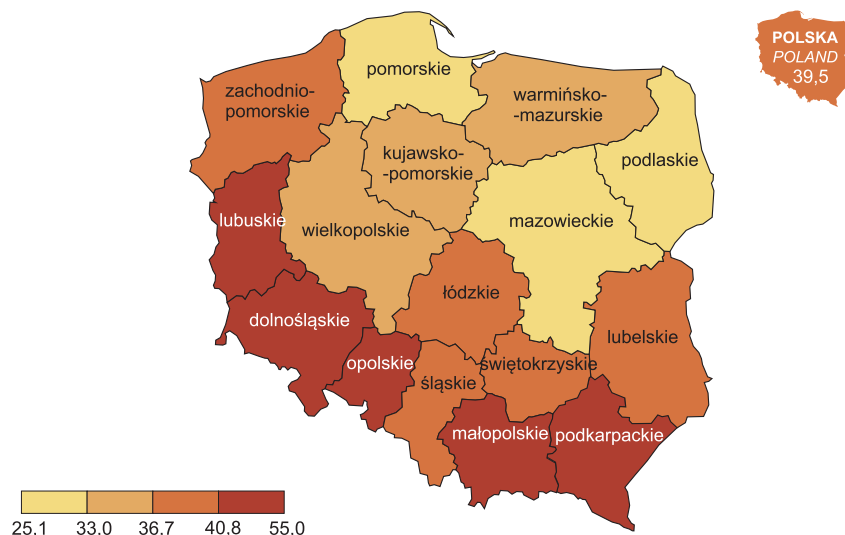 POLSKA
POLAND
39,5
pomorskie
zachodnio-
pomorskie
warmińsko-
-mazurskie
kujawsko-
-pomorskie
podlaskie
lubuskie
wielkopolskie
mazowieckie
łódzkie
dolnośląskie
lubelskie
opolskie
śląskie
świętokrzyskie
małopolskie
podkarpackie
25.1 33.0 36.7 40.8 55.0